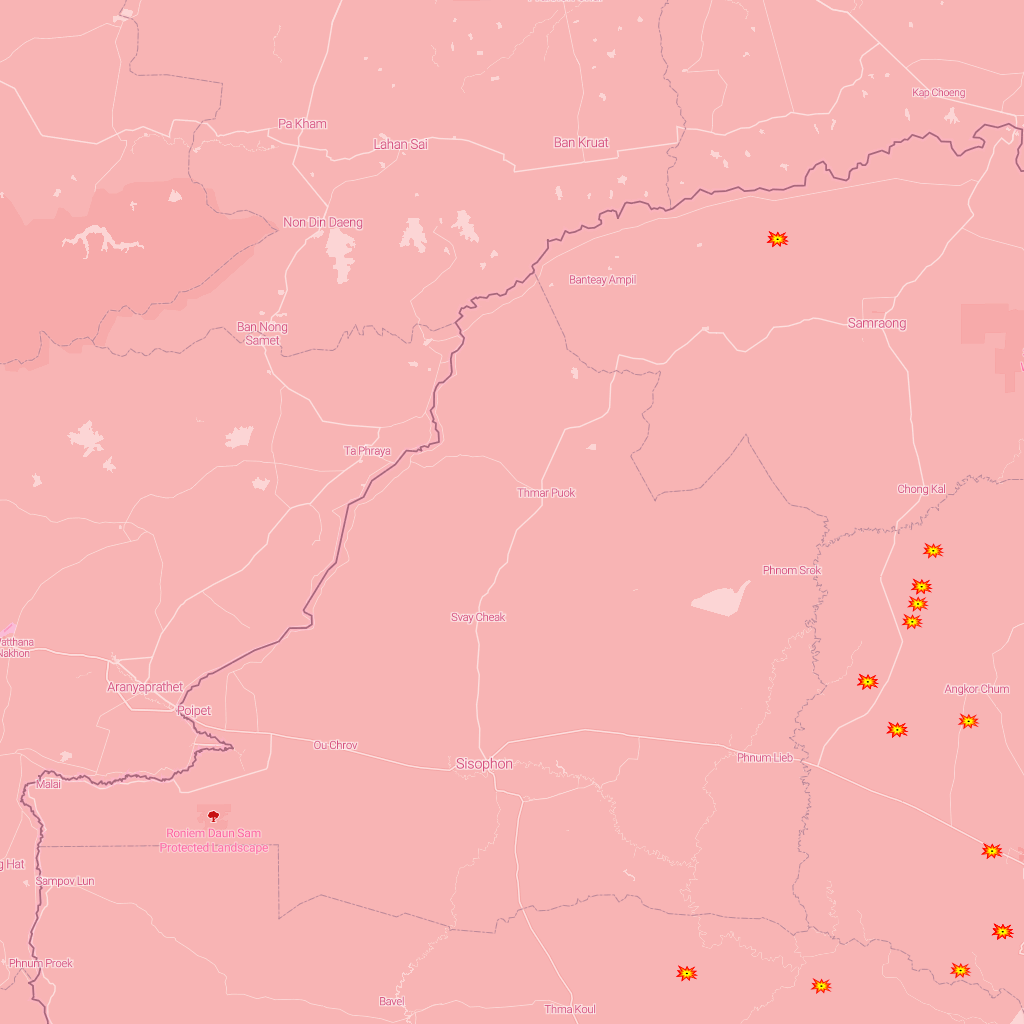 Kap Choeng
Pa Kham
Lahan Sai
Ban Kruat
Non Din Daeng
Banteay Ampil
Ban Nong
Samet
Samraong
Ta Phraya
Thmar Puok
Chong Kal
Phnom Srok
Svay Cheak
Nakhon
Aranyaprathet
Angkor Chum
Poipet
Ou Chrov
Sisophon
Phnum Lieb
Malai
Roniem Daun Sam
Protected Landscape
Hat
Sampov Lun
Phnum Proek
Bavel
Thma Koul